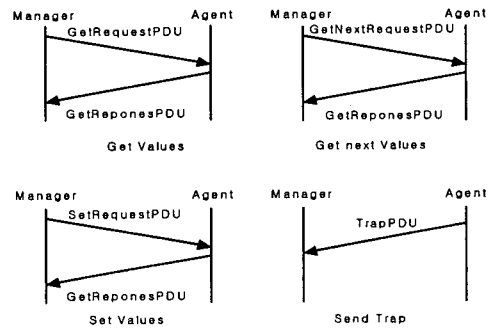 Manager Agent
GetRequestPDU
GetReponesPDU
Get Values
Manager Agent
GetNextRequestPDU
GetReponesPDU
Get next Values
Manager Agent
SetRequestPDU
GetReponesPDU
Set Values
Manager Agent
TrapPDU
Send Trap